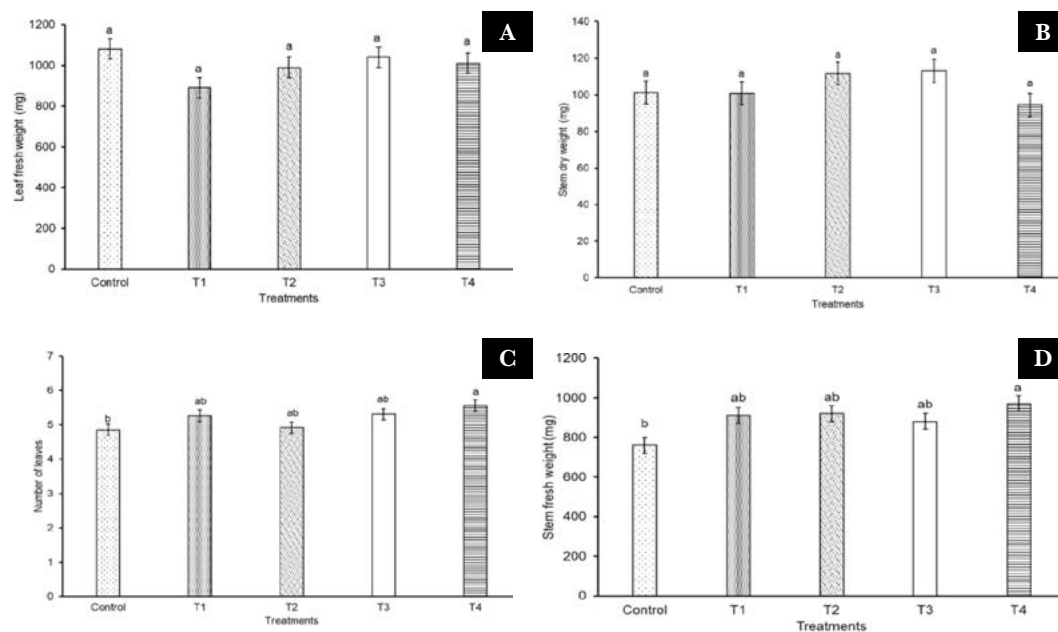 A
Leaf fresh weight (mg)
1200
1000
800
600
400
200
0
a
a
a
a
a
Control T1 T2 T3 T4
Treatments
B
Stem dry weight (mg)
140
120
100
80
60
40
20
0
a
a
a
a
a
Control T1 T2 T3 T4
Treatments
C
Number of leaves
7
6
5
4
3
2
1
0
b
ab
ab
ab
a
Control T1 T2 T3 T4
Treatments
D
Stem fresh weight (mg)
1200
1000
800
600
400
200
0
b
ab
ab
ab
a
Control T1 T2 T3 T4
Treatments